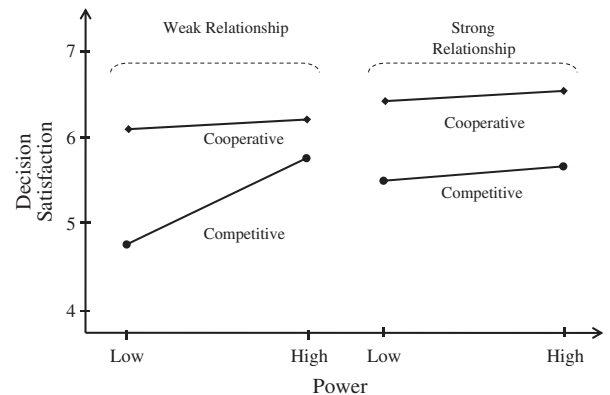 Weak Relationship
Strong
Relationship
7
6
5
4
Decision
Satisfaction
Cooperative
Competitive
Cooperative
Competitive
Low
High
Low
High
Power